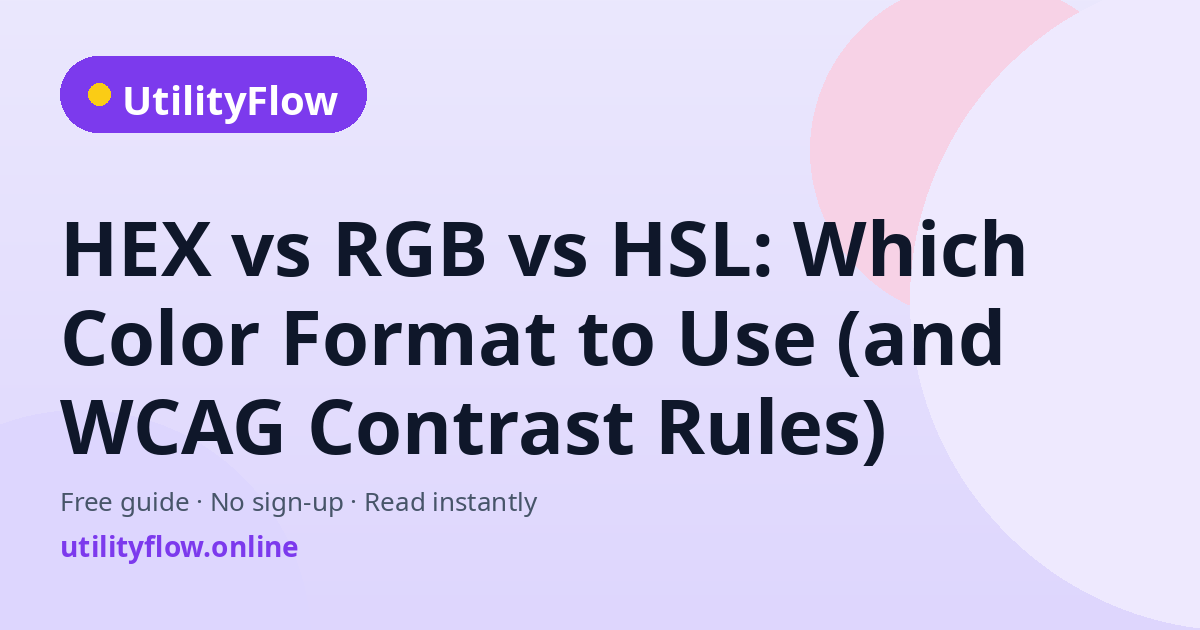 UtilityFlow
HEX vs RGB vs HSL: Which
Color Format to Use (and
WCAG Contrast Rules)
Free guide · No sign-up · Read instantly
utilityflow.online